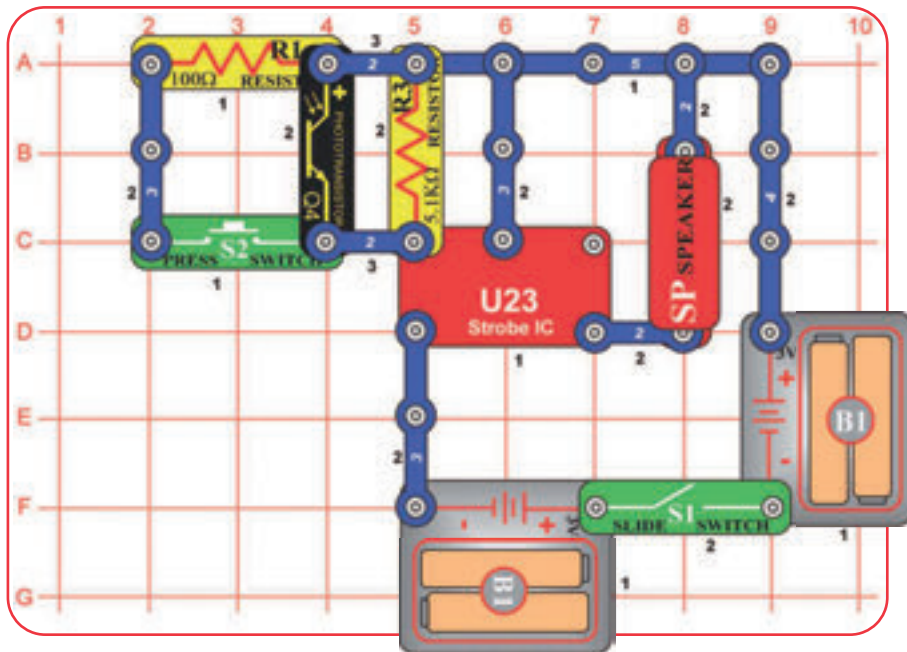 1 2 3 4 5 6 7 8 9 10
A
B
C
D
E
F
G
R1
100Ω RESIST
1
3
2
2
+
PHOTOTRANSISTOR
Q4
2
R3
RESISTOR
5.1KΩ
2
3
2
3
5
1
2
2
4
2
S2
PRESS SWITCH
1
2
3
U23
Strobe IC
1
SP SPEAKER
2
2
2
3
2
3V
+
-
B1
1
S1
SLIDE SWITCH
2
-
+
3V
B1
1